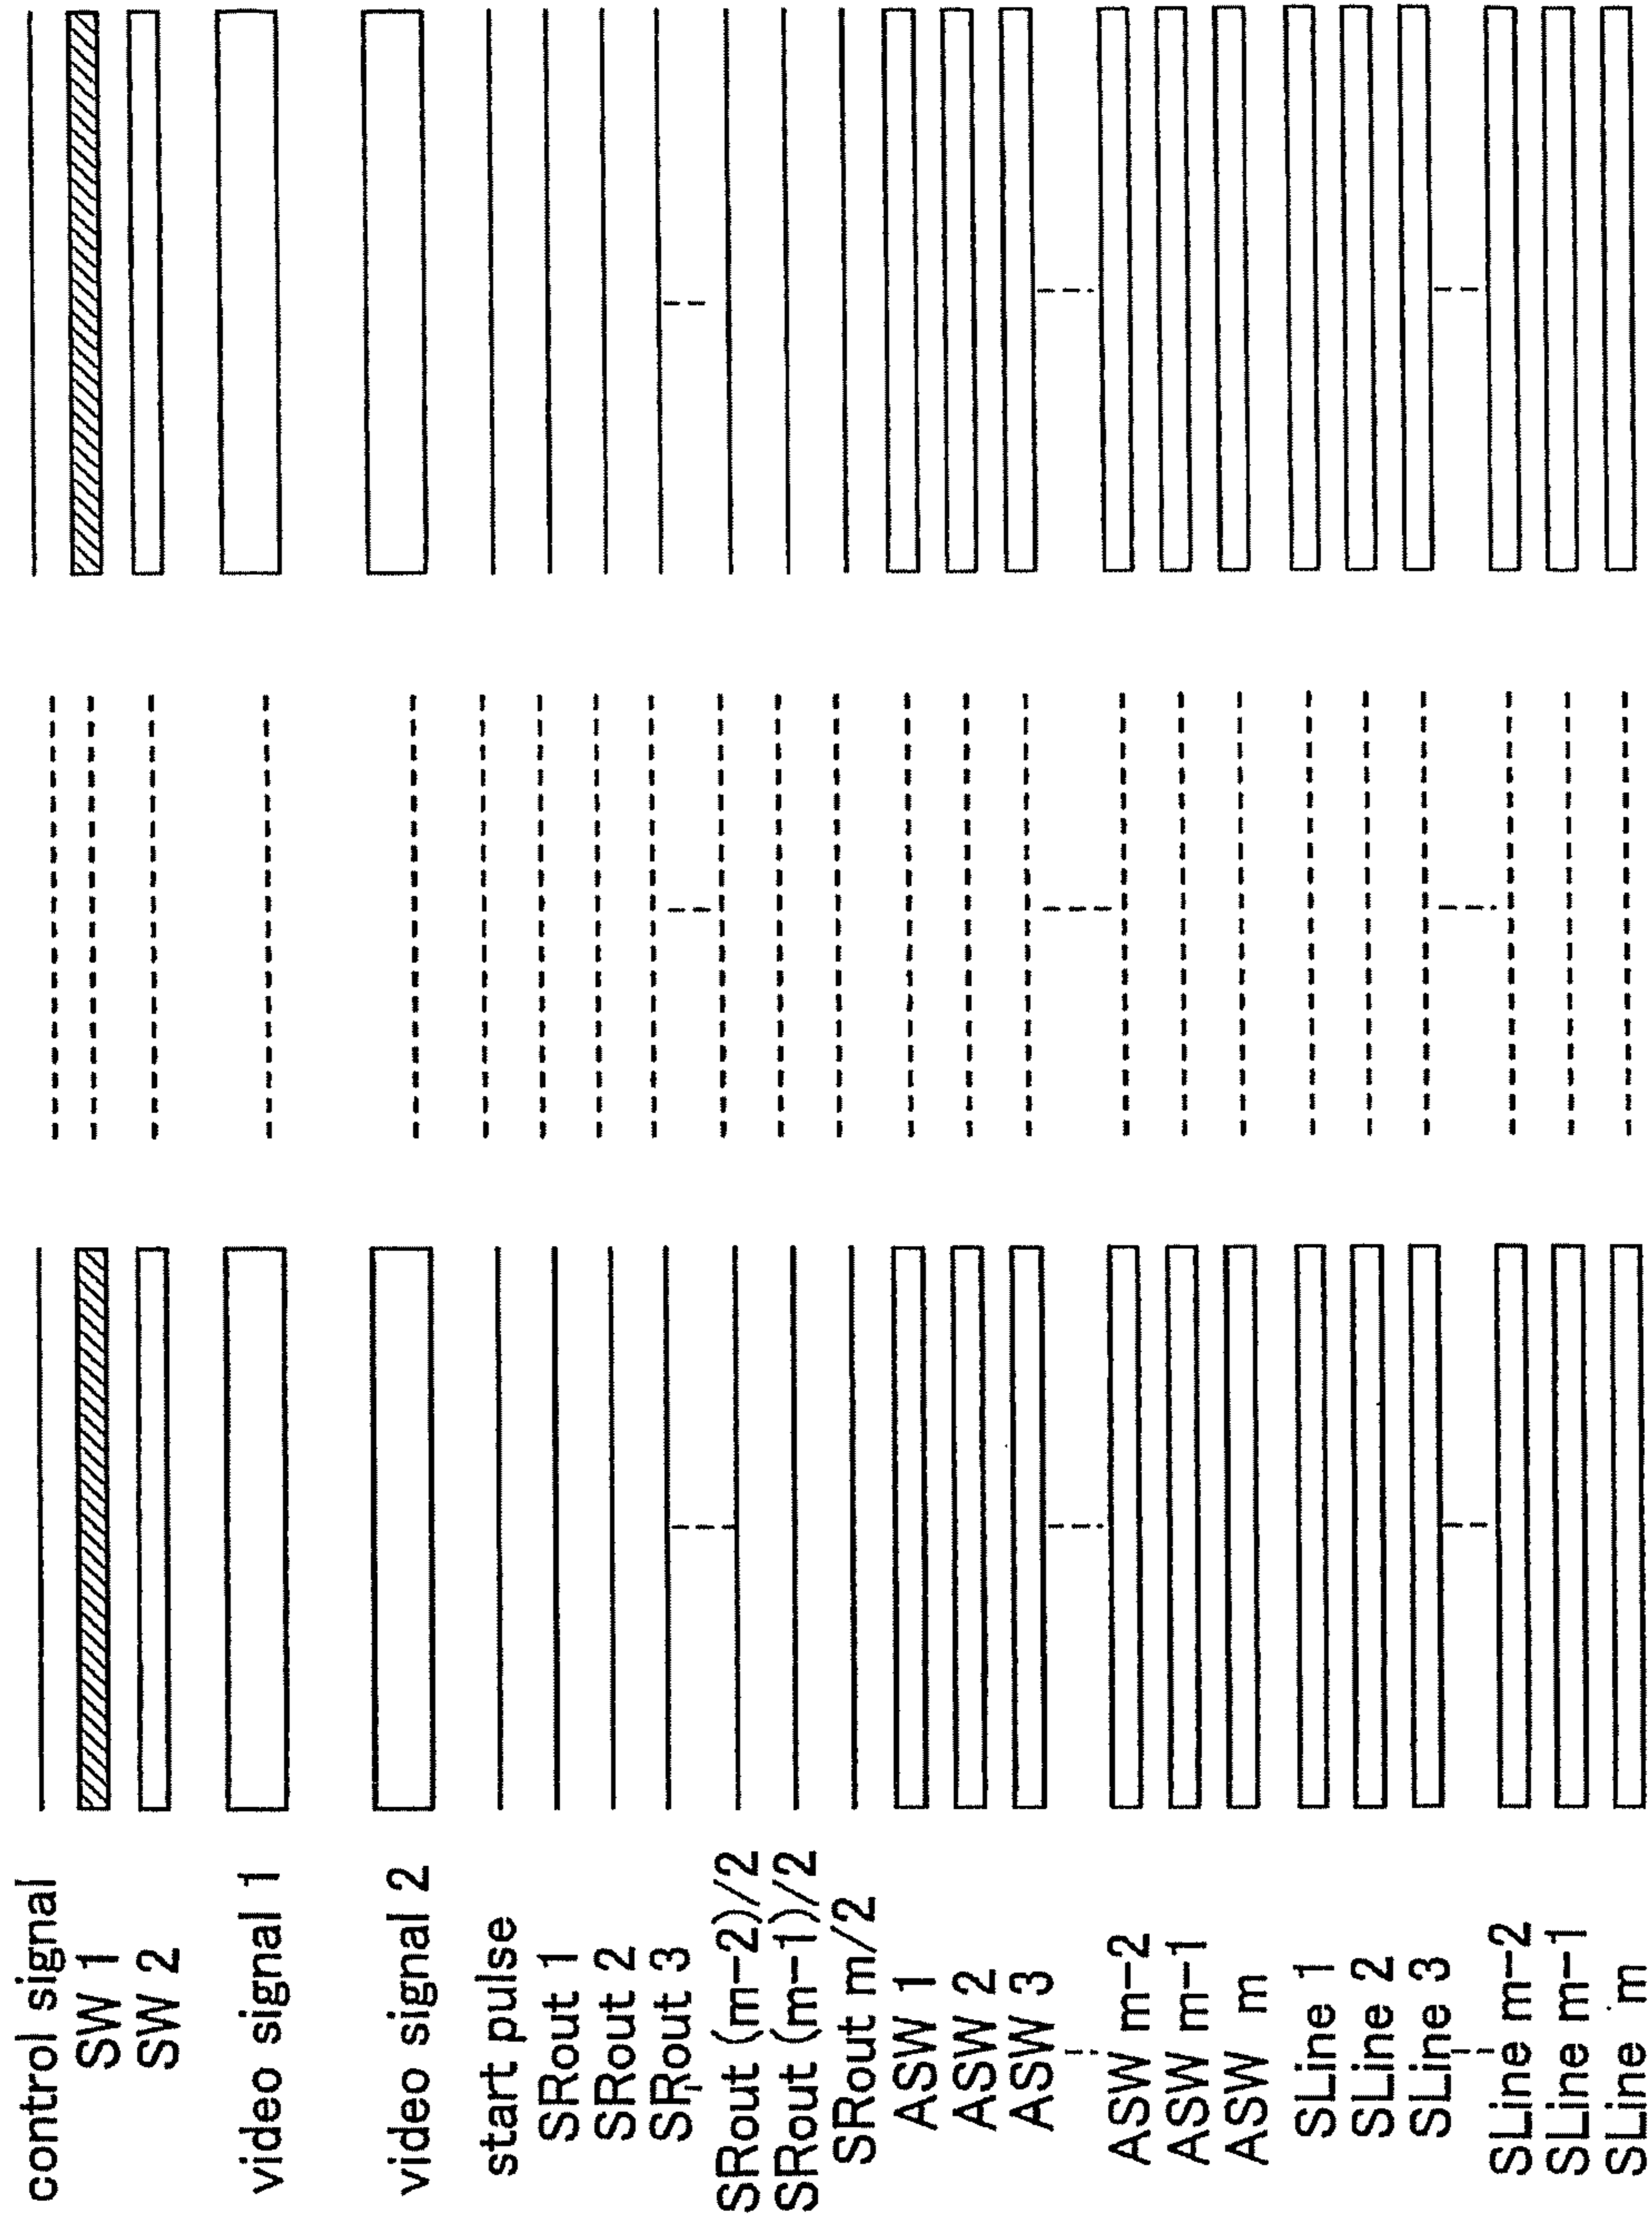 control signal
SW 1
SW 2
video signal 1
video signal 2
start pulse
SRout 1
SRout 2
SRout 3
SRout (m-2)/2
SRout (m-1)/2
SRout m/2
ASW 1
ASW 2
ASW 3
ASW m-2
ASW m-1
ASW m
SLine 1
SLine 2
SLine 3
SLine m-2
SLine m-1
SLine m